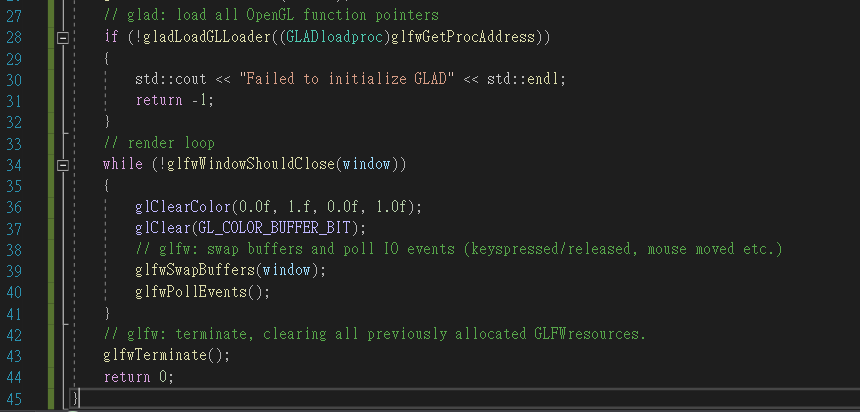 27 // glad: load all OpenGL function pointers
28 if (!gladLoadGLLoader((GLADloadproc)glfwGetProcAddress))
29 {
30 std::cout << "Failed to initialize GLAD" << std::endl;
31 return -1;
32 }
33 // render loop
34 while (!glfwWindowShouldClose(window))
35 {
36 glClearColor(0.0f, 1.f, 0.0f, 1.0f);
37 glClear(GL_COLOR_BUFFER_BIT);
38 // glfw: swap buffers and poll IO events (keyspressed/released, mouse moved etc.)
39 glfwSwapBuffers(window);
40 glfwPollEvents();
41 }
42 // glfw: terminate, clearing all previously allocated GLFWresources.
43 glfwTerminate();
44 return 0;
45 }